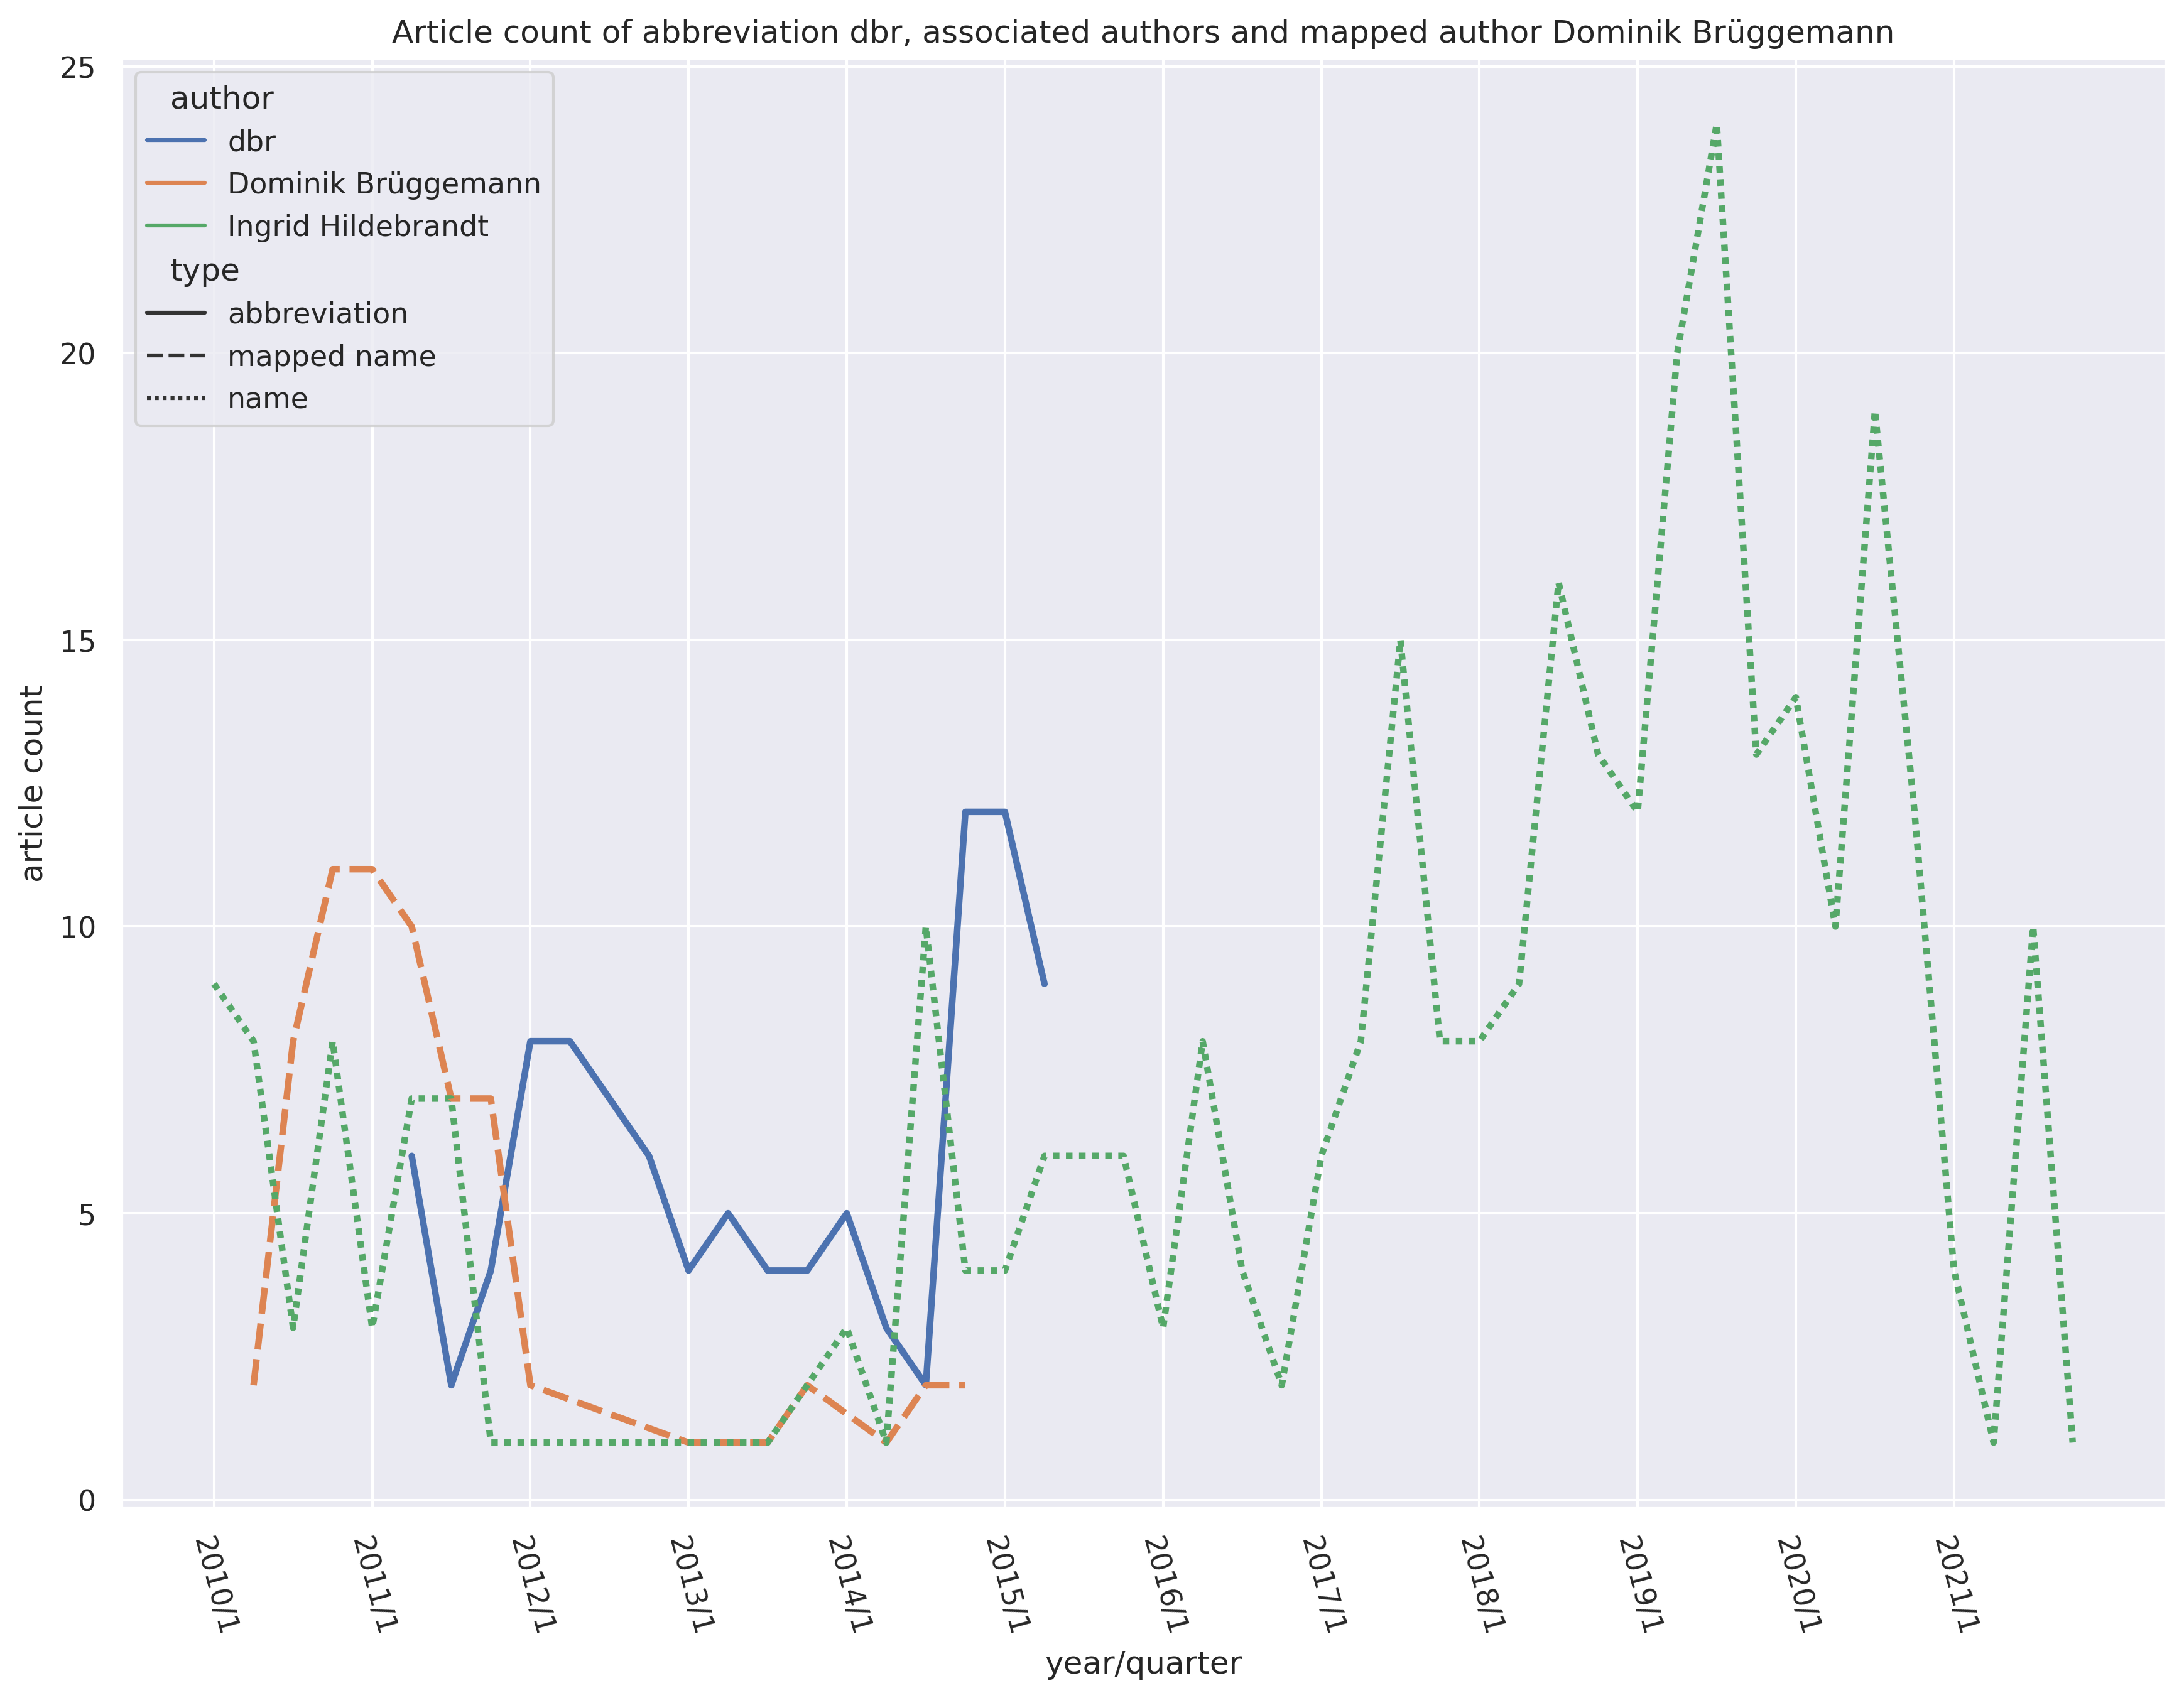 Article count of abbreviation dbr, associated authors and mapped author Dominik Brüggemann
25
20
15
10
5
0
article count
author
dbr
Dominik Brüggemann
Ingrid Hildebrandt
type
abbreviation
mapped name
name
2010/1
2011/1
2012/1
2013/1
2014/1
2015/1
2016/1
2017/1
2018/1
2019/1
2020/1
2021/1
year/quarter